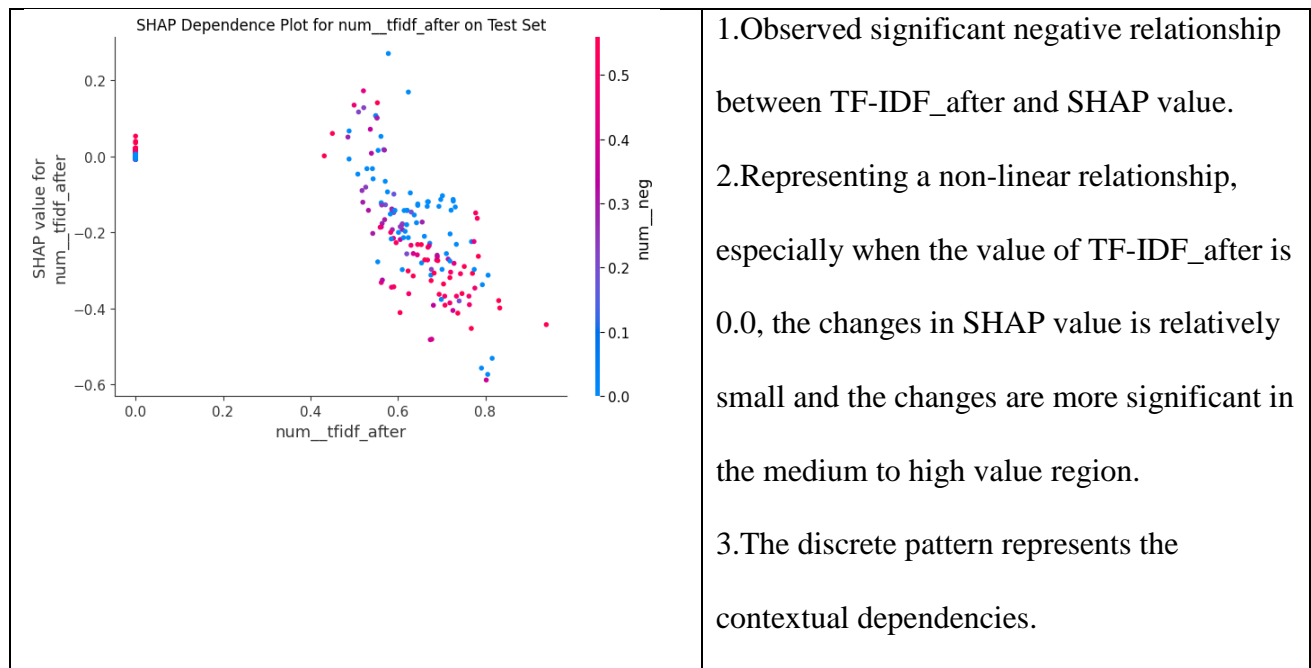 SHAP Dependence Plot for num__tfidf_after on Test Set
0.2
0.0
−0.2
−0.4
−0.6
SHAP value for
num__tfidf_after
0.0
0.2
0.4
0.6
0.8
num__tfidf_after
0.5
0.4
0.3
0.2
0.1
0.0
num__neg
1.Observed significant negative relationship
between TF-IDF_after and SHAP value.
2.Representing a non-linear relationship,
especially when the value of TF-IDF_after is
0.0, the changes in SHAP value is relatively
small and the changes are more significant in
the medium to high value region.
3.The discrete pattern represents the
contextual dependencies.